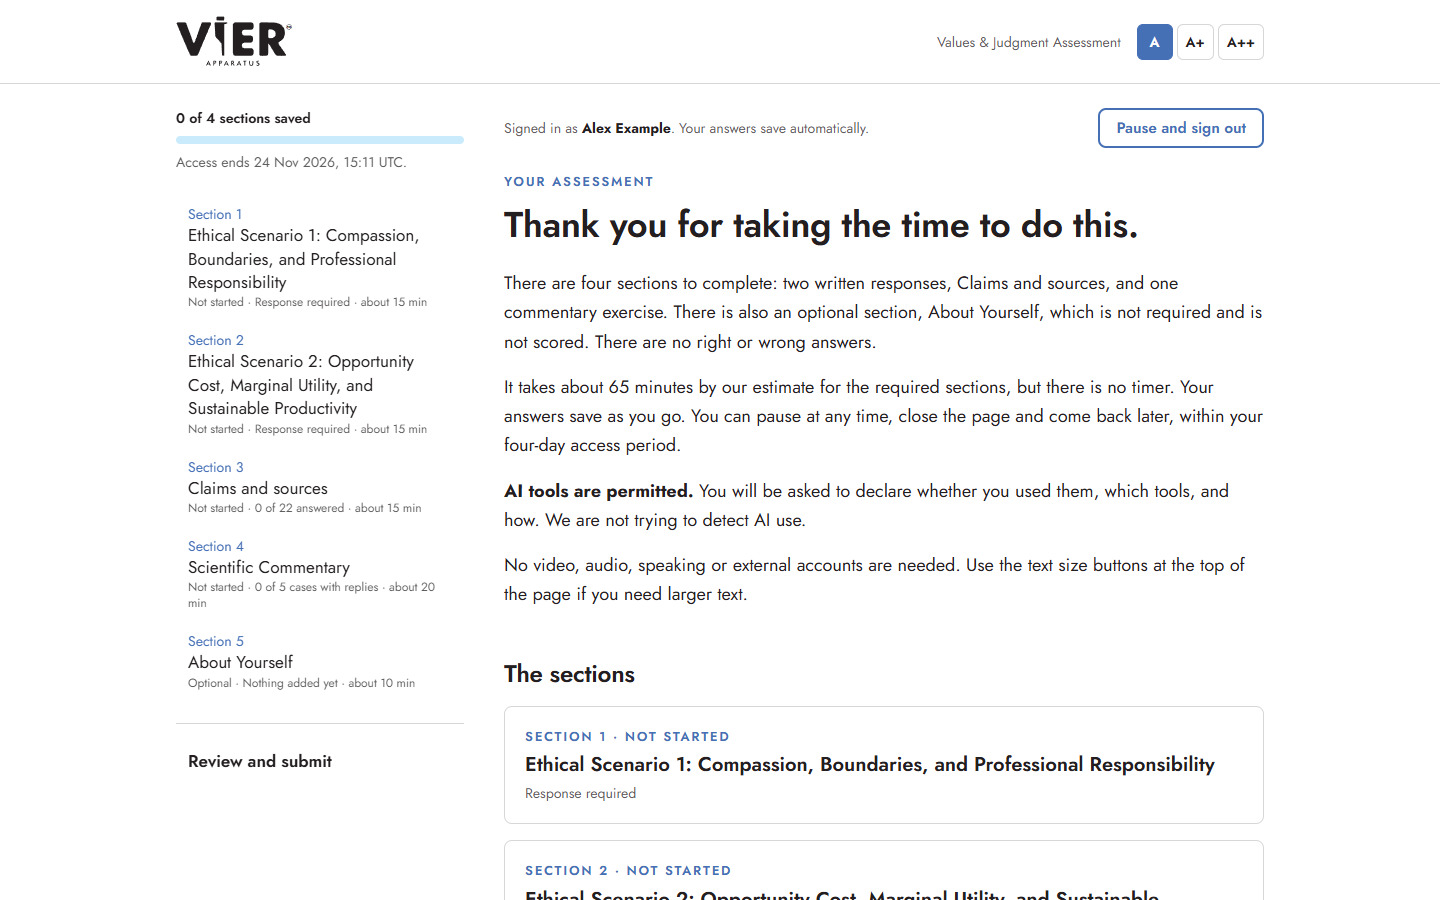 VIER
APPARATUS
Values & Judgment Assessment
A
A+
A++
0 of 4 sections saved
Access ends 24 Nov 2026, 15:11 UTC.
Section 1
Ethical Scenario 1: Compassion,
Boundaries, and Professional
Responsibility
Not started · Response required · about 15 min
Section 2
Ethical Scenario 2: Opportunity
Cost, Marginal Utility, and
Sustainable Productivity
Not started · Response required · about 15 min
Section 3
Claims and sources
Not started · 0 of 22 answered · about 15 min
Section 4
Scientific Commentary
Not started · 0 of 5 cases with replies · about 20
min
Section 5
About Yourself
Optional · Nothing added yet · about 10 min
Review and submit
Signed in as Alex Example. Your answers save automatically.
Pause and sign out
YOUR ASSESSMENT
Thank you for taking the time to do this.
There are four sections to complete: two written responses, Claims and sources, and one
commentary exercise. There is also an optional section, About Yourself, which is not required and is
not scored. There are no right or wrong answers.
It takes about 65 minutes by our estimate for the required sections, but there is no timer. Your
answers save as you go. You can pause at any time, close the page and come back later, within your
four-day access period.
AI tools are permitted. You will be asked to declare whether you used them, which tools, and
how. We are not trying to detect AI use.
No video, audio, speaking or external accounts are needed. Use the text size buttons at the top of
the page if you need larger text.
The sections
SECTION 1 · NOT STARTED
Ethical Scenario 1: Compassion, Boundaries, and Professional Responsibility
Response required
SECTION 2 · NOT STARTED
Ethical Scenario 2: Opportunity Cost, Marginal Utility, and Sustainable